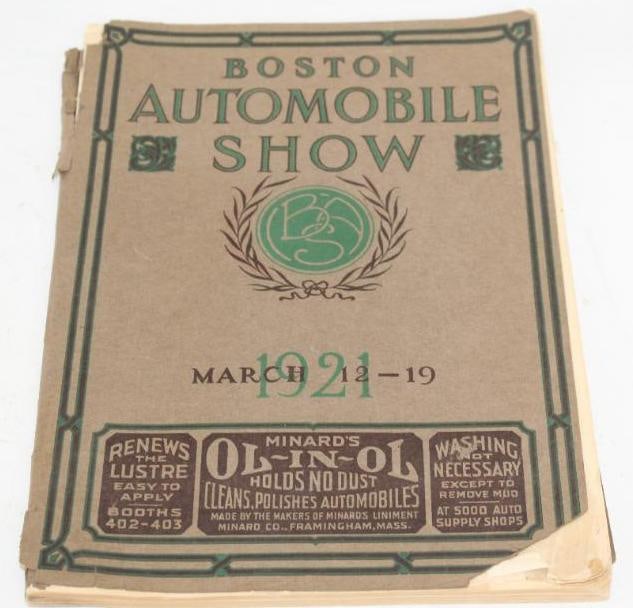 BOSTON
AUTOMOBILE
SHOW
BAS
1921
MARCH 12-19
RENEWS
THE
LUSTRE
EASY TO
APPLY
BOOTHS
402-403
MINARD'S
OL-IN-OL
HOLDS NO DUST
CLEANS, POLISHES AUTOMOBILES
MADE BY THE MAKERS OF MINARD'S LINIMENT
MINARD CO., FRAMINGHAM, MASS.
WASHING
NOT
NECESSARY
EXCEPT TO
REMOVE MUD
AT 5000 AUTO
SUPPLY SHOPS